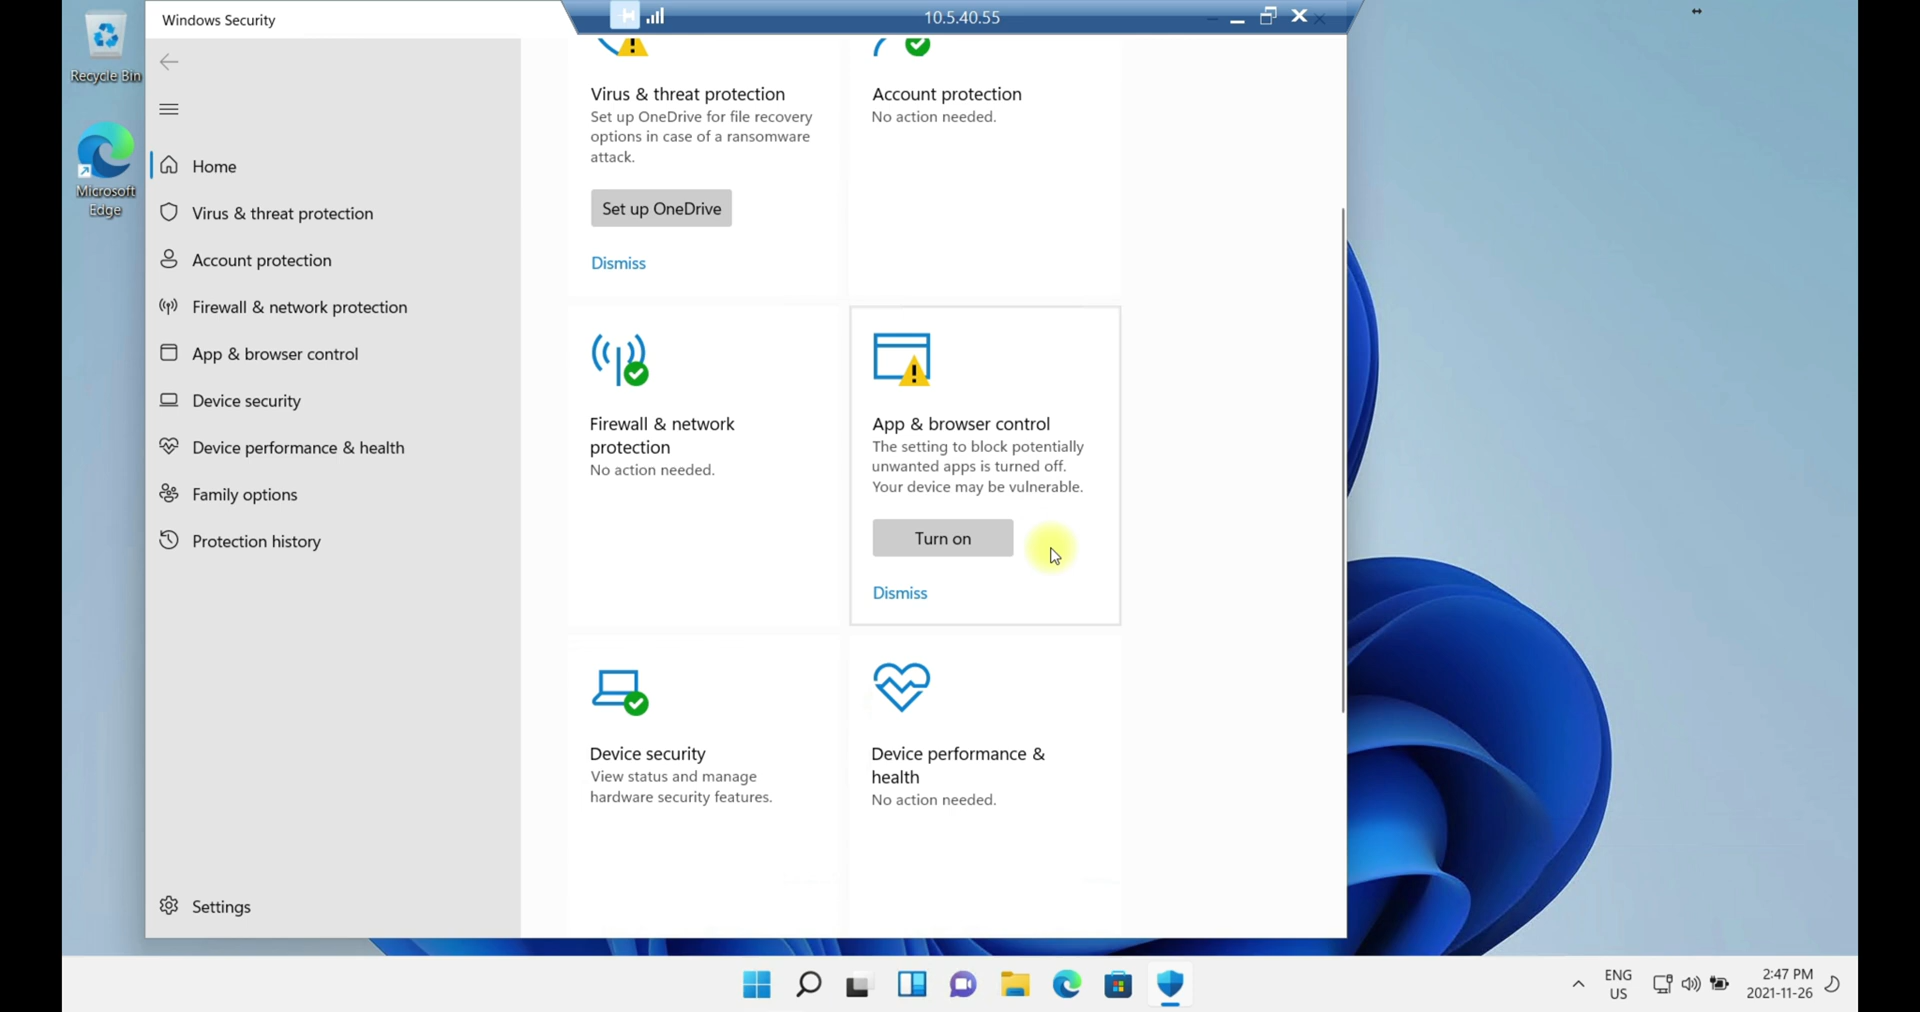 Windows Security
10.5.40.55
Recycle Bin
Microsoft
Edge
Home
Virus & threat protection
Account protection
Firewall & network protection
App & browser control
Device security
Device performance & health
Family options
Protection history
Settings
Virus & threat protection
Set up OneDrive for file recovery
options in case of a ransomware
attack.
Set up OneDrive
Dismiss
Account protection
No action needed.
Firewall & network
protection
No action needed.
App & browser control
The setting to block potentially
unwanted apps is turned off.
Your device may be vulnerable.
Turn on
Dismiss
Device security
View status and manage
hardware security features.
Device performance &
health
No action needed.
ENG
US
2:47 PM
2021-11-26